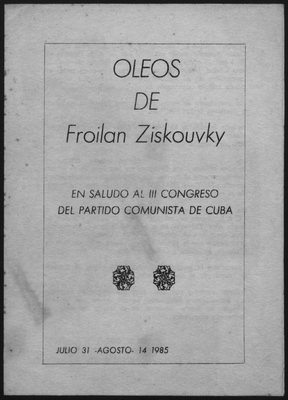 OLEOS
DE
Froilan Ziskouvky
EN SALUDO AL III CONGRESO
DEL PARTIDO COMUNISTA DE CUBA
JULIO 31 -AGOSTO- 14 1985